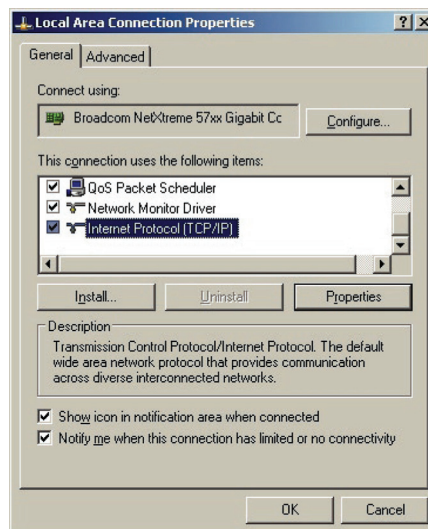 Local Area Connection Properties
General Advanced
Connect using:
Broadcom NetXtreme 57xx Gigabit Cc
Configure...
This connection uses the following items:
QoS Packet Scheduler
Network Monitor Driver
Internet Protocol (TCP/IP)
Install... Uninstall Properties
Description
Transmission Control Protocol/Internet Protocol. The default
wide area network protocol that provides communication
across diverse interconnected networks.
Show icon in notification area when connected
Notify me when this connection has limited or no connectivity
OK Cancel